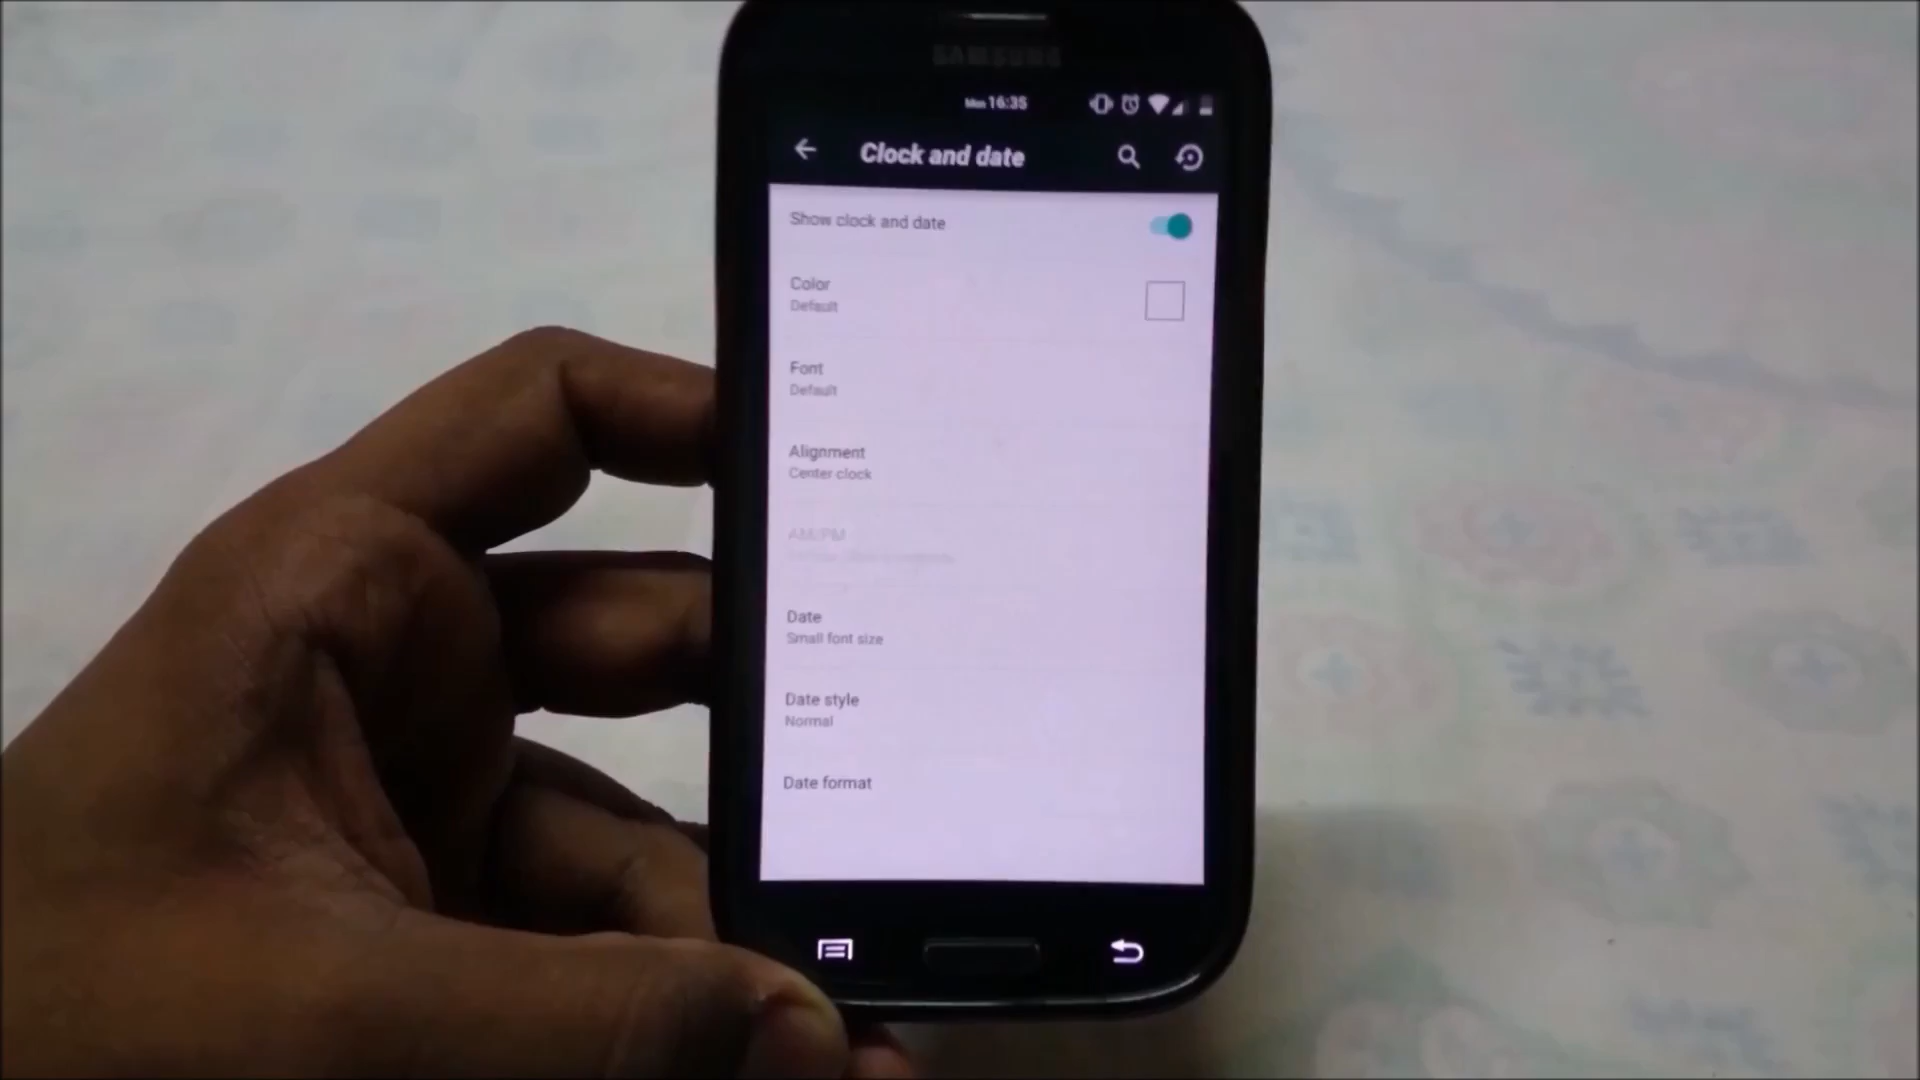 SAMSUNG
Mon 16:35
Clock and date
Show clock and date
Color
Default
Font
Default
Alignment
Center clock
AM/PM
Date
Small font size
Date style
Normal
Date format